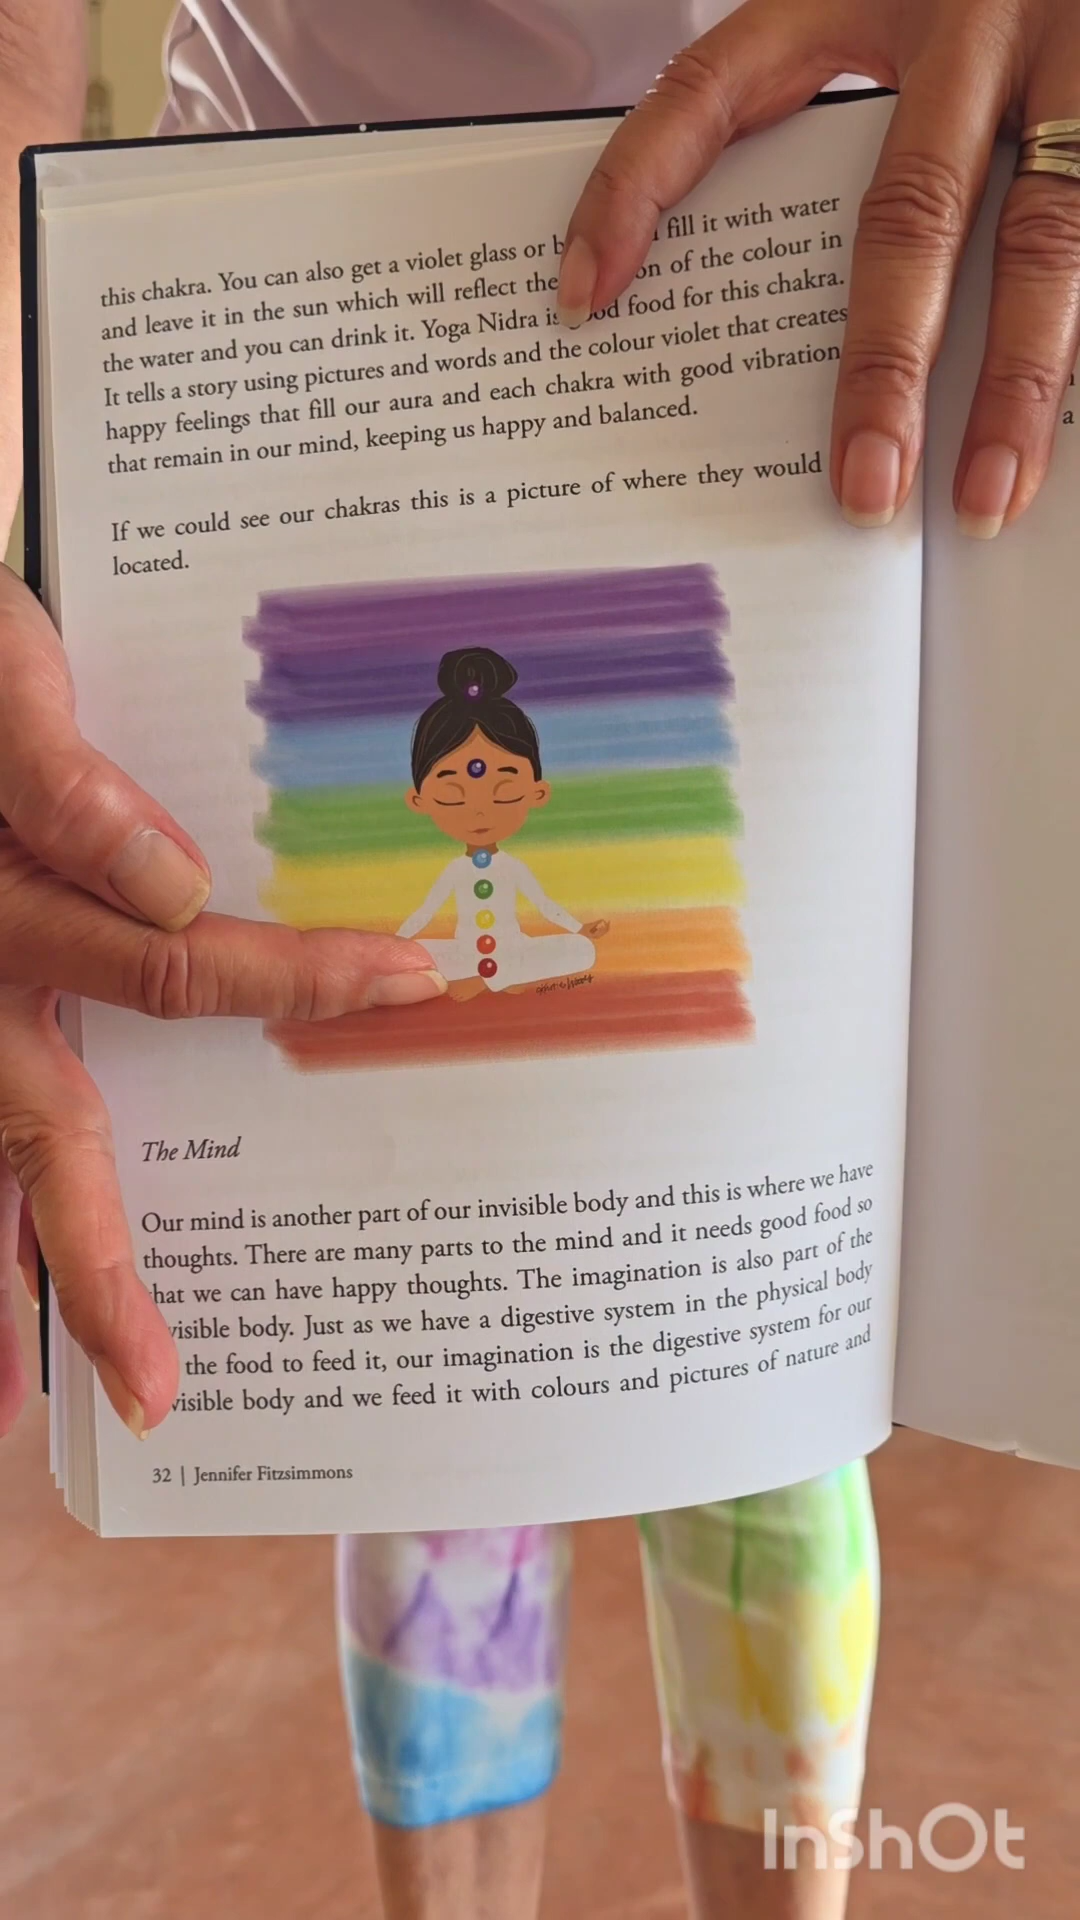 this chakra. You can also get a violet glass or b fill it with water
and leave it in the sun which will reflect the on of the colour in
the water and you can drink it. Yoga Nidra is good food for this chakra.
It tells a story using pictures and words and the colour violet that creates
happy feelings that fill our aura and each chakra with good vibration
that remain in our mind, keeping us happy and balanced.
If we could see our chakras this is a picture of where they would
located.
The Mind
Our mind is another part of our invisible body and this is where we have
thoughts. There are many parts to the mind and it needs good food so
hat we can have happy thoughts. The imagination is also part of the
visible body. Just as we have a digestive system in the physical body
the food to feed it, our imagination is the digestive system for our
visible body and we feed it with colours and pictures of nature and
32 | Jennifer Fitzsimmons
a
InShOt